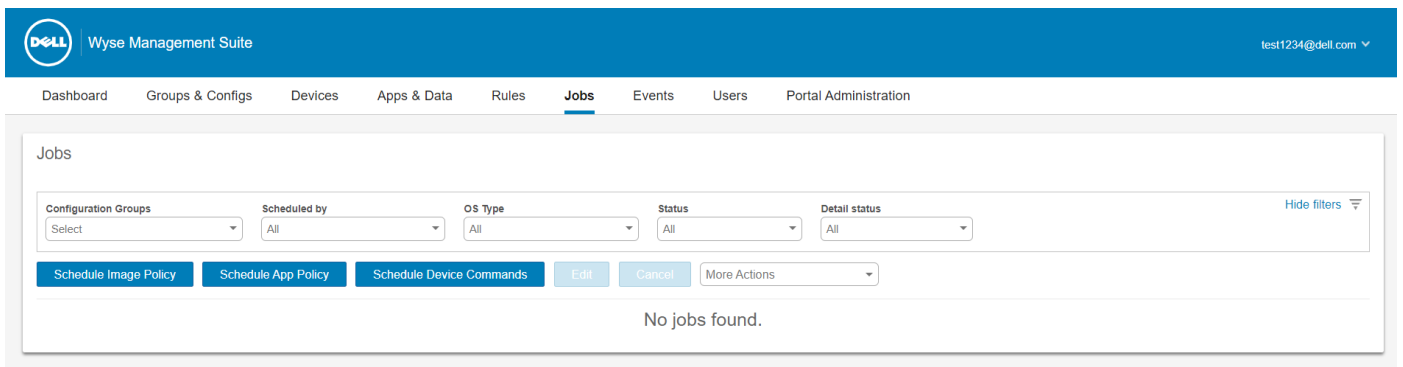 DELL Wyse Management Suite test1234@dell.com
Dashboard Groups & Configs Devices Apps & Data Rules Jobs Events Users Portal Administration
Jobs
Configuration Groups Scheduled by OS Type Status Detail status Hide filters
Select All All All All
Schedule Image Policy Schedule App Policy Schedule Device Commands Edit Cancel More Actions
No jobs found.